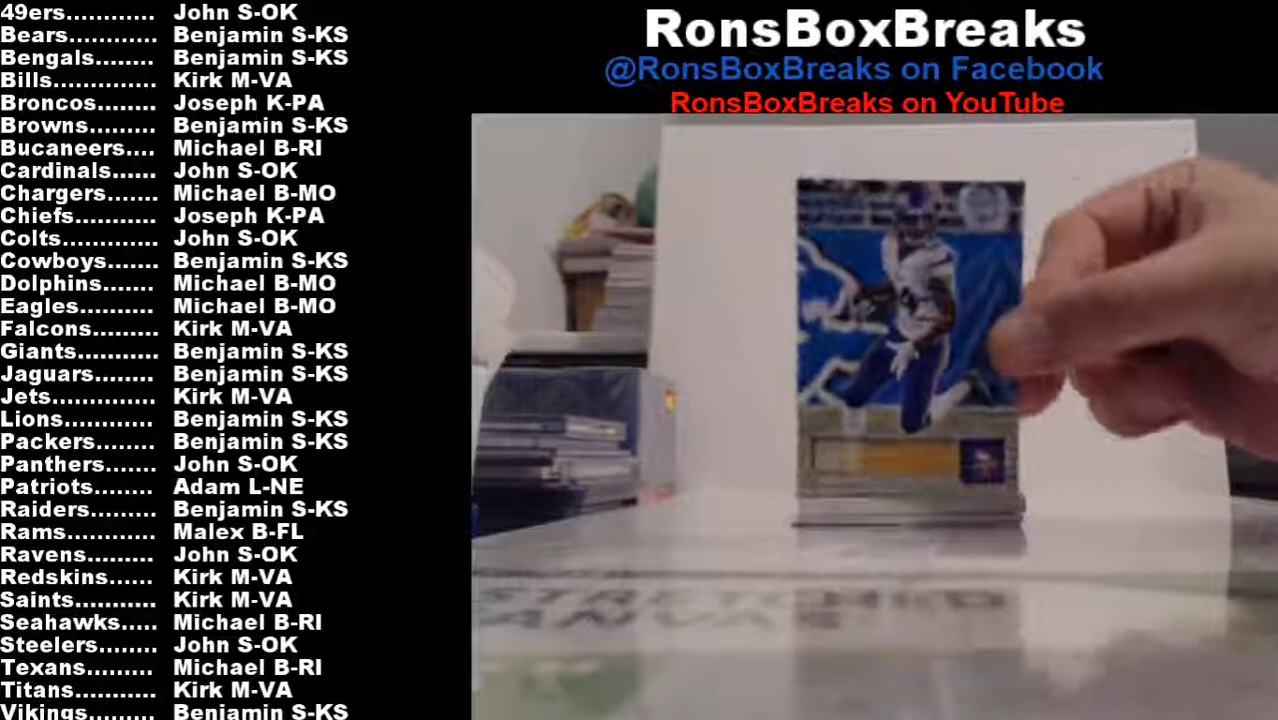 49ers............ John S-OK
Bears............ Benjamin S-KS
Bengals........ Benjamin S-KS
Bills............. Kirk M-VA
Broncos........ Joseph K-PA
Browns......... Benjamin S-KS
Bucaneers.... Michael B-RI
Cardinals...... John S-OK
Chargers....... Michael B-MO
Chiefs........... Joseph K-PA
Colts............. John S-OK
Cowboys....... Benjamin S-KS
Dolphins....... Michael B-MO
Eagles.......... Michael B-MO
Falcons......... Kirk M-VA
Giants........... Benjamin S-KS
Jaguars........ Benjamin S-KS
Jets.............. Kirk M-VA
Lions............ Benjamin S-KS
Packers........ Benjamin S-KS
Panthers....... John S-OK
Patriots........ Adam L-NE
Raiders......... Benjamin S-KS
Rams............ Malex B-FL
Ravens......... John S-OK
Redskins...... Kirk M-VA
Saints........... Kirk M-VA
Seahawks..... Michael B-RI
Steelers........ John S-OK
Texans......... Michael B-RI
Titans........... Kirk M-VA
Vikings......... Benjamin S-KS
RonsBoxBreaks
@RonsBoxBreaks on Facebook
RonsBoxBreaks on YouTube
STRETCHED
CANVAS